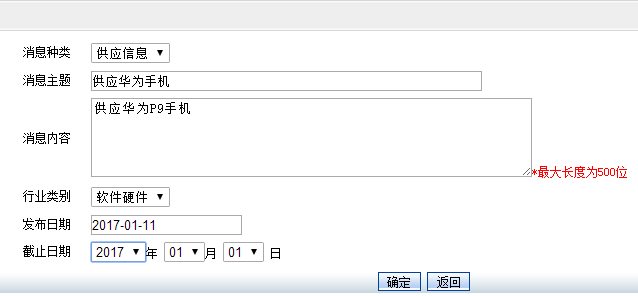 消息种类 供应信息
消息主题 供应华为手机
供应华为P9手机
消息内容
*最大长度为500位
行业类别 软件硬件
发布日期 2017-01-11
截止日期 2017 年 01 月 01 日
确定 返回